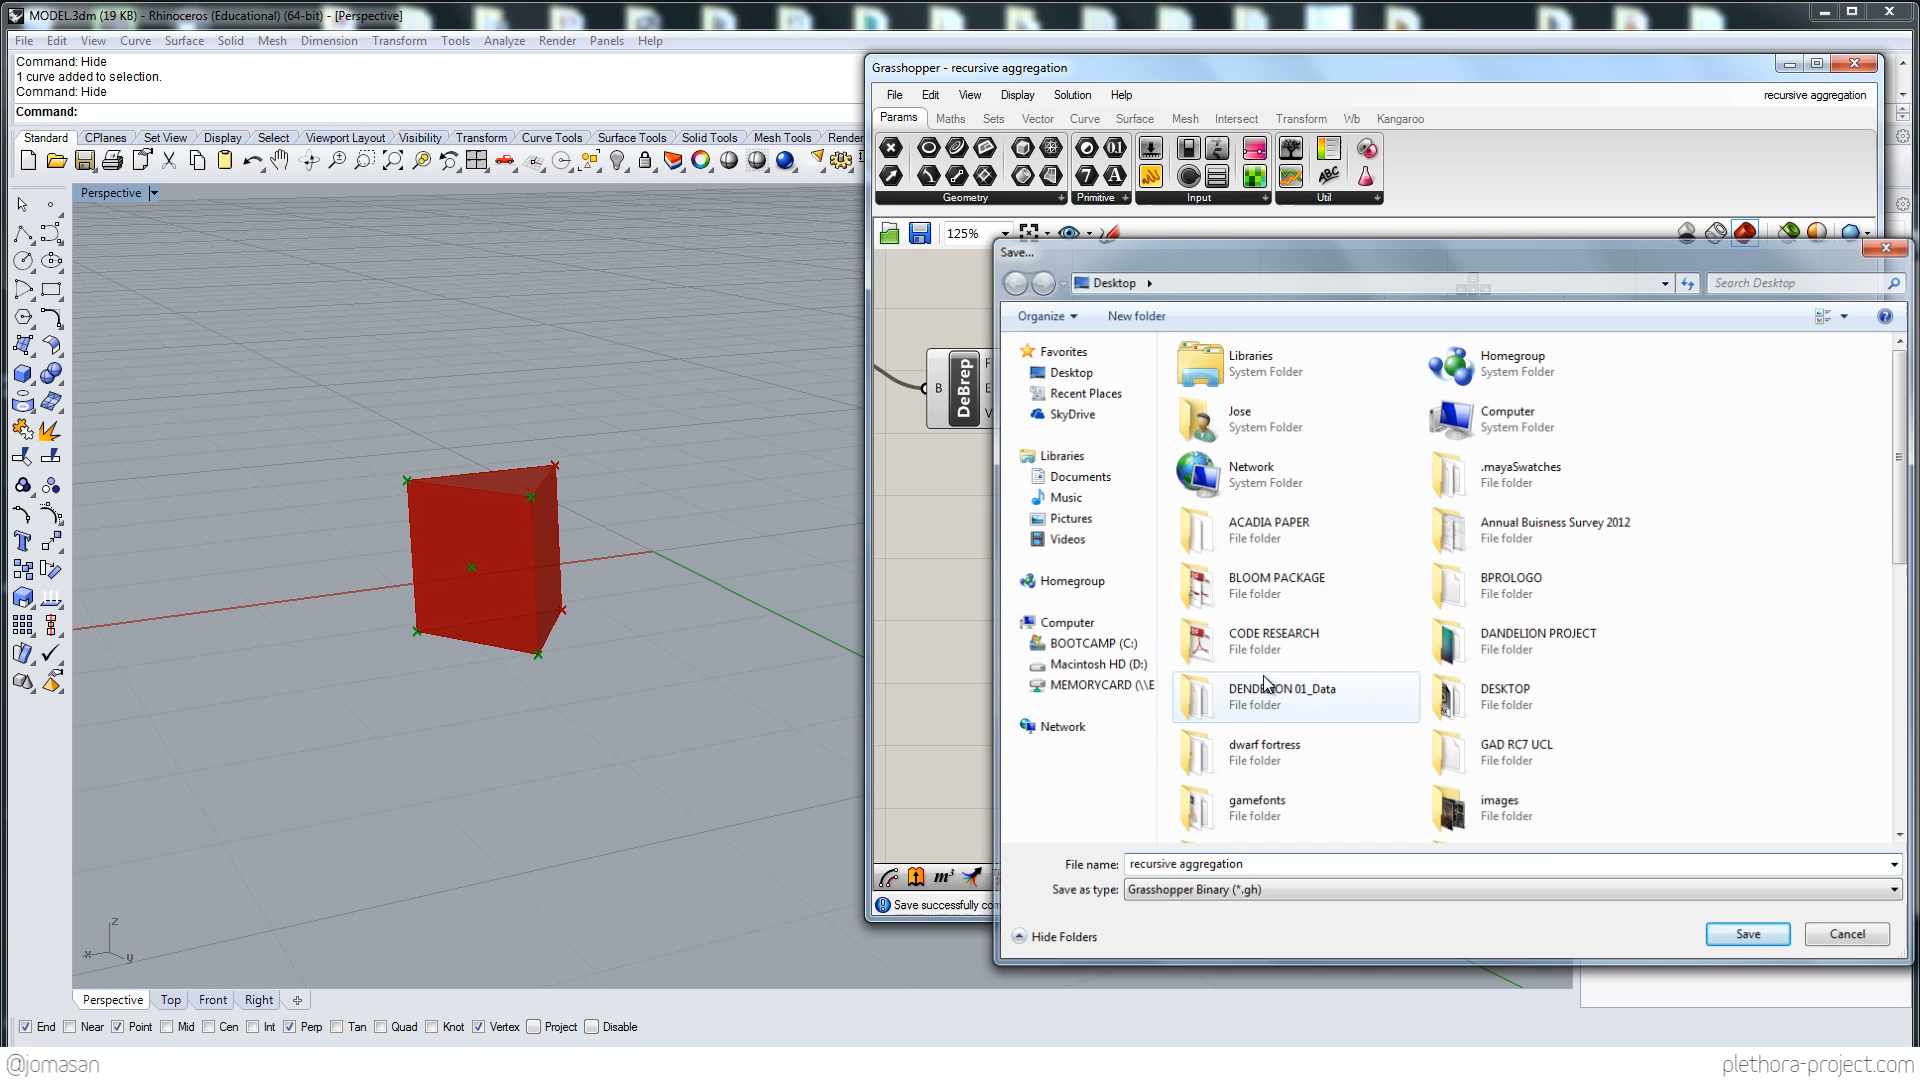 MODEL.3dm (19 KB) - Rhinoceros (Educational) (64-bit) - [Perspective]
File Edit View Curve Surface Solid Mesh Dimension Transform Tools Analyze Render Panels Help
Command: Hide
1 curve added to selection.
Command: Hide
Command:
Standard CPlanes Set View Display Select Viewport Layout Visibility Transform Curve Tools Surface Tools Solid Tools Mesh Tools Render
Perspective
z
x
y
Perspective Top Front Right
End Near Point Mid Cen Int Perp Tan Quad Knot Vertex Project Disable
Grasshopper - recursive aggregation
File Edit View Display Solution Help recursive aggregation
Params Maths Sets Vector Curve Surface Mesh Intersect Transform Wb Kangaroo
Geometry Primitive Input Util
125%
B DeBrep F
E
V
m³
Save successfully com
Save...
Desktop Search Desktop
Organize New folder
Favorites
Desktop
Recent Places
SkyDrive
Libraries
Documents
Music
Pictures
Videos
Homegroup
Computer
BOOTCAMP (C:)
Macintosh HD (D:)
MEMORYCARD (\\E
Network
Libraries
System Folder
Homegroup
System Folder
Jose
System Folder
Computer
System Folder
Network
System Folder
.mayaSwatches
File folder
ACADIA PAPER
File folder
Annual Buisness Survey 2012
File folder
BLOOM PACKAGE
File folder
BPROLOGO
File folder
CODE RESEARCH
File folder
DANDELION PROJECT
File folder
01_Data
File folder
DESKTOP
File folder
dwarf fortress
File folder
GAD RC7 UCL
File folder
gamefonts
File folder
images
File folder
File name: recursive aggregation
Save as type: Grasshopper Binary (*.gh)
Hide Folders Save Cancel
@jomasan
plethora-project.com